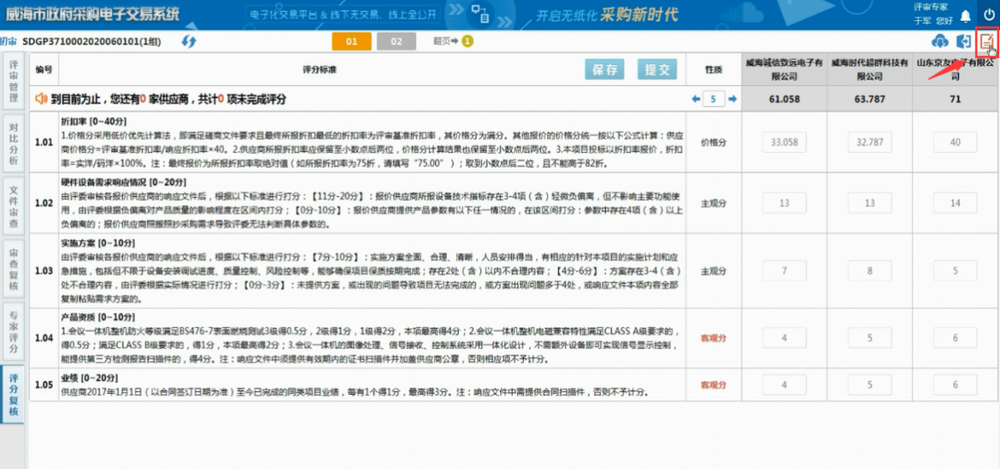 威海市政府采购电子交易系统
电子化交易平台 & 线下无交易、线上全公开
开启无纸化 采购新时代
评审专家
于军 您好
初审 SDGP3710002020060101(1组)
01
02
翻页
1
评审管理
对比分析
文件审查
审查复核
专家评分
评分复核
编号
评分标准
保存
提交
性质
威海诚信致远电子有限公司
威海时代超群科技有限公司
山东京友电子有限公司
到目前为止，您还有0 家供应商，共计0 项未完成评分
5
61.058
63.787
71
1.01
折扣率 [0~40分]
1.价格分采用低价优先计算法，即满足磋商文件要求且最终所报折扣最低的折扣率为评审基准折扣率，其价格分为满分。其他报价的价格分统一按以下公式计算：供应
商价格分=评审基准折扣率/响应折扣率×40。2.供应商所报折扣率应保留至小数点后两位，价格分计算结果也保留至小数点后两位。3.本项目投标以折扣率报价，折扣
率=实洋/码洋×100%。注：最终报价为所报折扣率取绝对值（如所报折扣率为75折，请填写“75.00”）；取到小数点后二位，且不能高于82折。
价格分
33.058
32.787
40
1.02
硬件设备需求响应情况 [0~20分]
由评委审核各报价供应商的响应文件后，根据以下标准进行打分：【11分-20分】：报价供应商所报设备技术指标存在3-4项（含）轻微负偏离，但不影响主要功能使
用，由评委根据负偏离对产品质量的影响程度在区间内打分；【0分-10分】：报价供应商提供产品参数有以下任一情况的，在该区间打分：参数中存在4项（含）以上
负偏离的；报价供应商照搬照抄采购需求导致评委无法判断具体参数的。
主观分
13
13
14
1.03
实施方案 [0~10分]
由评委审核各报价供应商的响应文件后，根据以下标准进行打分：【7分-10分】：实施方案全面、合理、清晰，人员安排得当，有相应的针对本项目的实施计划和应
急措施，包括但不限于设备安装调试进度、质量控制、风险控制等，能够确保项目保质按期完成；存在2处（含）以内不合理内容；【4分-6分】：方案存在3-4（含）
处不合理内容，由评委根据实际情况进行打分；【0分-3分】：未提供方案，或出现的问题导致项目无法完成的，或方案出现问题多于4处，或响应文件本项内容全部
复制粘贴需求方案的。
主观分
7
8
5
1.04
产品资质 [0~10分]
1.会议一体机整机防火等级满足BS476-7表面燃烧测试3级得0.5分，2级得1分，1级得2分，本项最高得4分；2.会议一体机整机电磁兼容特性满足CLASS A级要求的，
得0.5分；满足CLASS B级要求的，得1分，本项最高得2分；3.会议一体机的图像处理、信号接收、控制系统采用一体化设计，不需额外设备即可实现信号显示控制，
能提供第三方检测报告扫描件的，得4分。注：响应文件中须提供有效期内的证书扫描件并加盖供应商公章，否则相应项不予计分。
客观分
4
5
6
1.05
业绩 [0~20分]
供应商2017年1月1日（以合同签订日期为准）至今已完成的同类项目业绩，每有1个得1分，最高得3分。注：响应文件中需提供合同扫描件，否则不予计分。
客观分
4
5
6